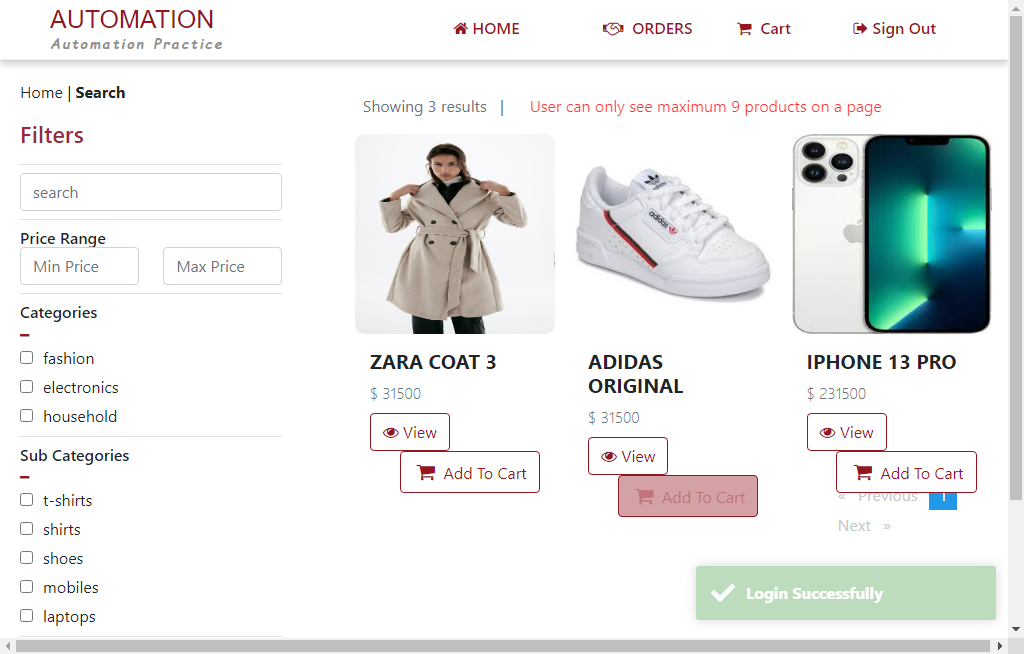 AUTOMATION
Automation Practice
HOME
ORDERS
Cart
Sign Out
Home | Search
Showing 3 results |
User can only see maximum 9 products on a page
Filters
search
Price Range
Min Price
Max Price
Categories
fashion
electronics
household
Sub Categories
t-shirts
shirts
shoes
mobiles
laptops
adidas
ZARA COAT 3
$ 31500
View
Add To Cart
ADIDAS
ORIGINAL
$ 31500
View
Add To Cart
IPHONE 13 PRO
$ 231500
View
Add To Cart
« Previous 1
Next »
Login Successfully